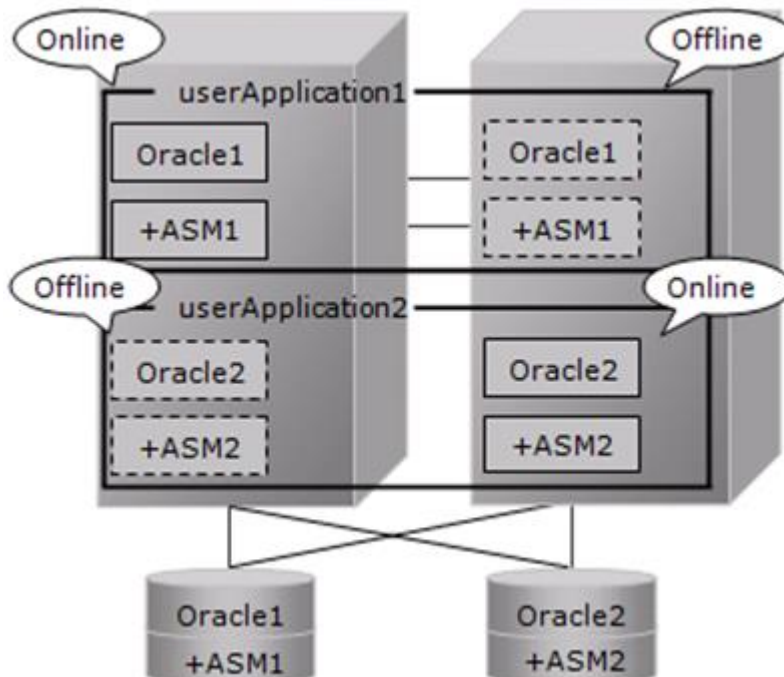 Online
Offline
userApplication1
Oracle1
Oracle1
+ASM1
+ASM1
Offline
Online
userApplication2
Oracle2
Oracle2
+ASM2
+ASM2
Oracle1
Oracle2
+ASM1
+ASM2